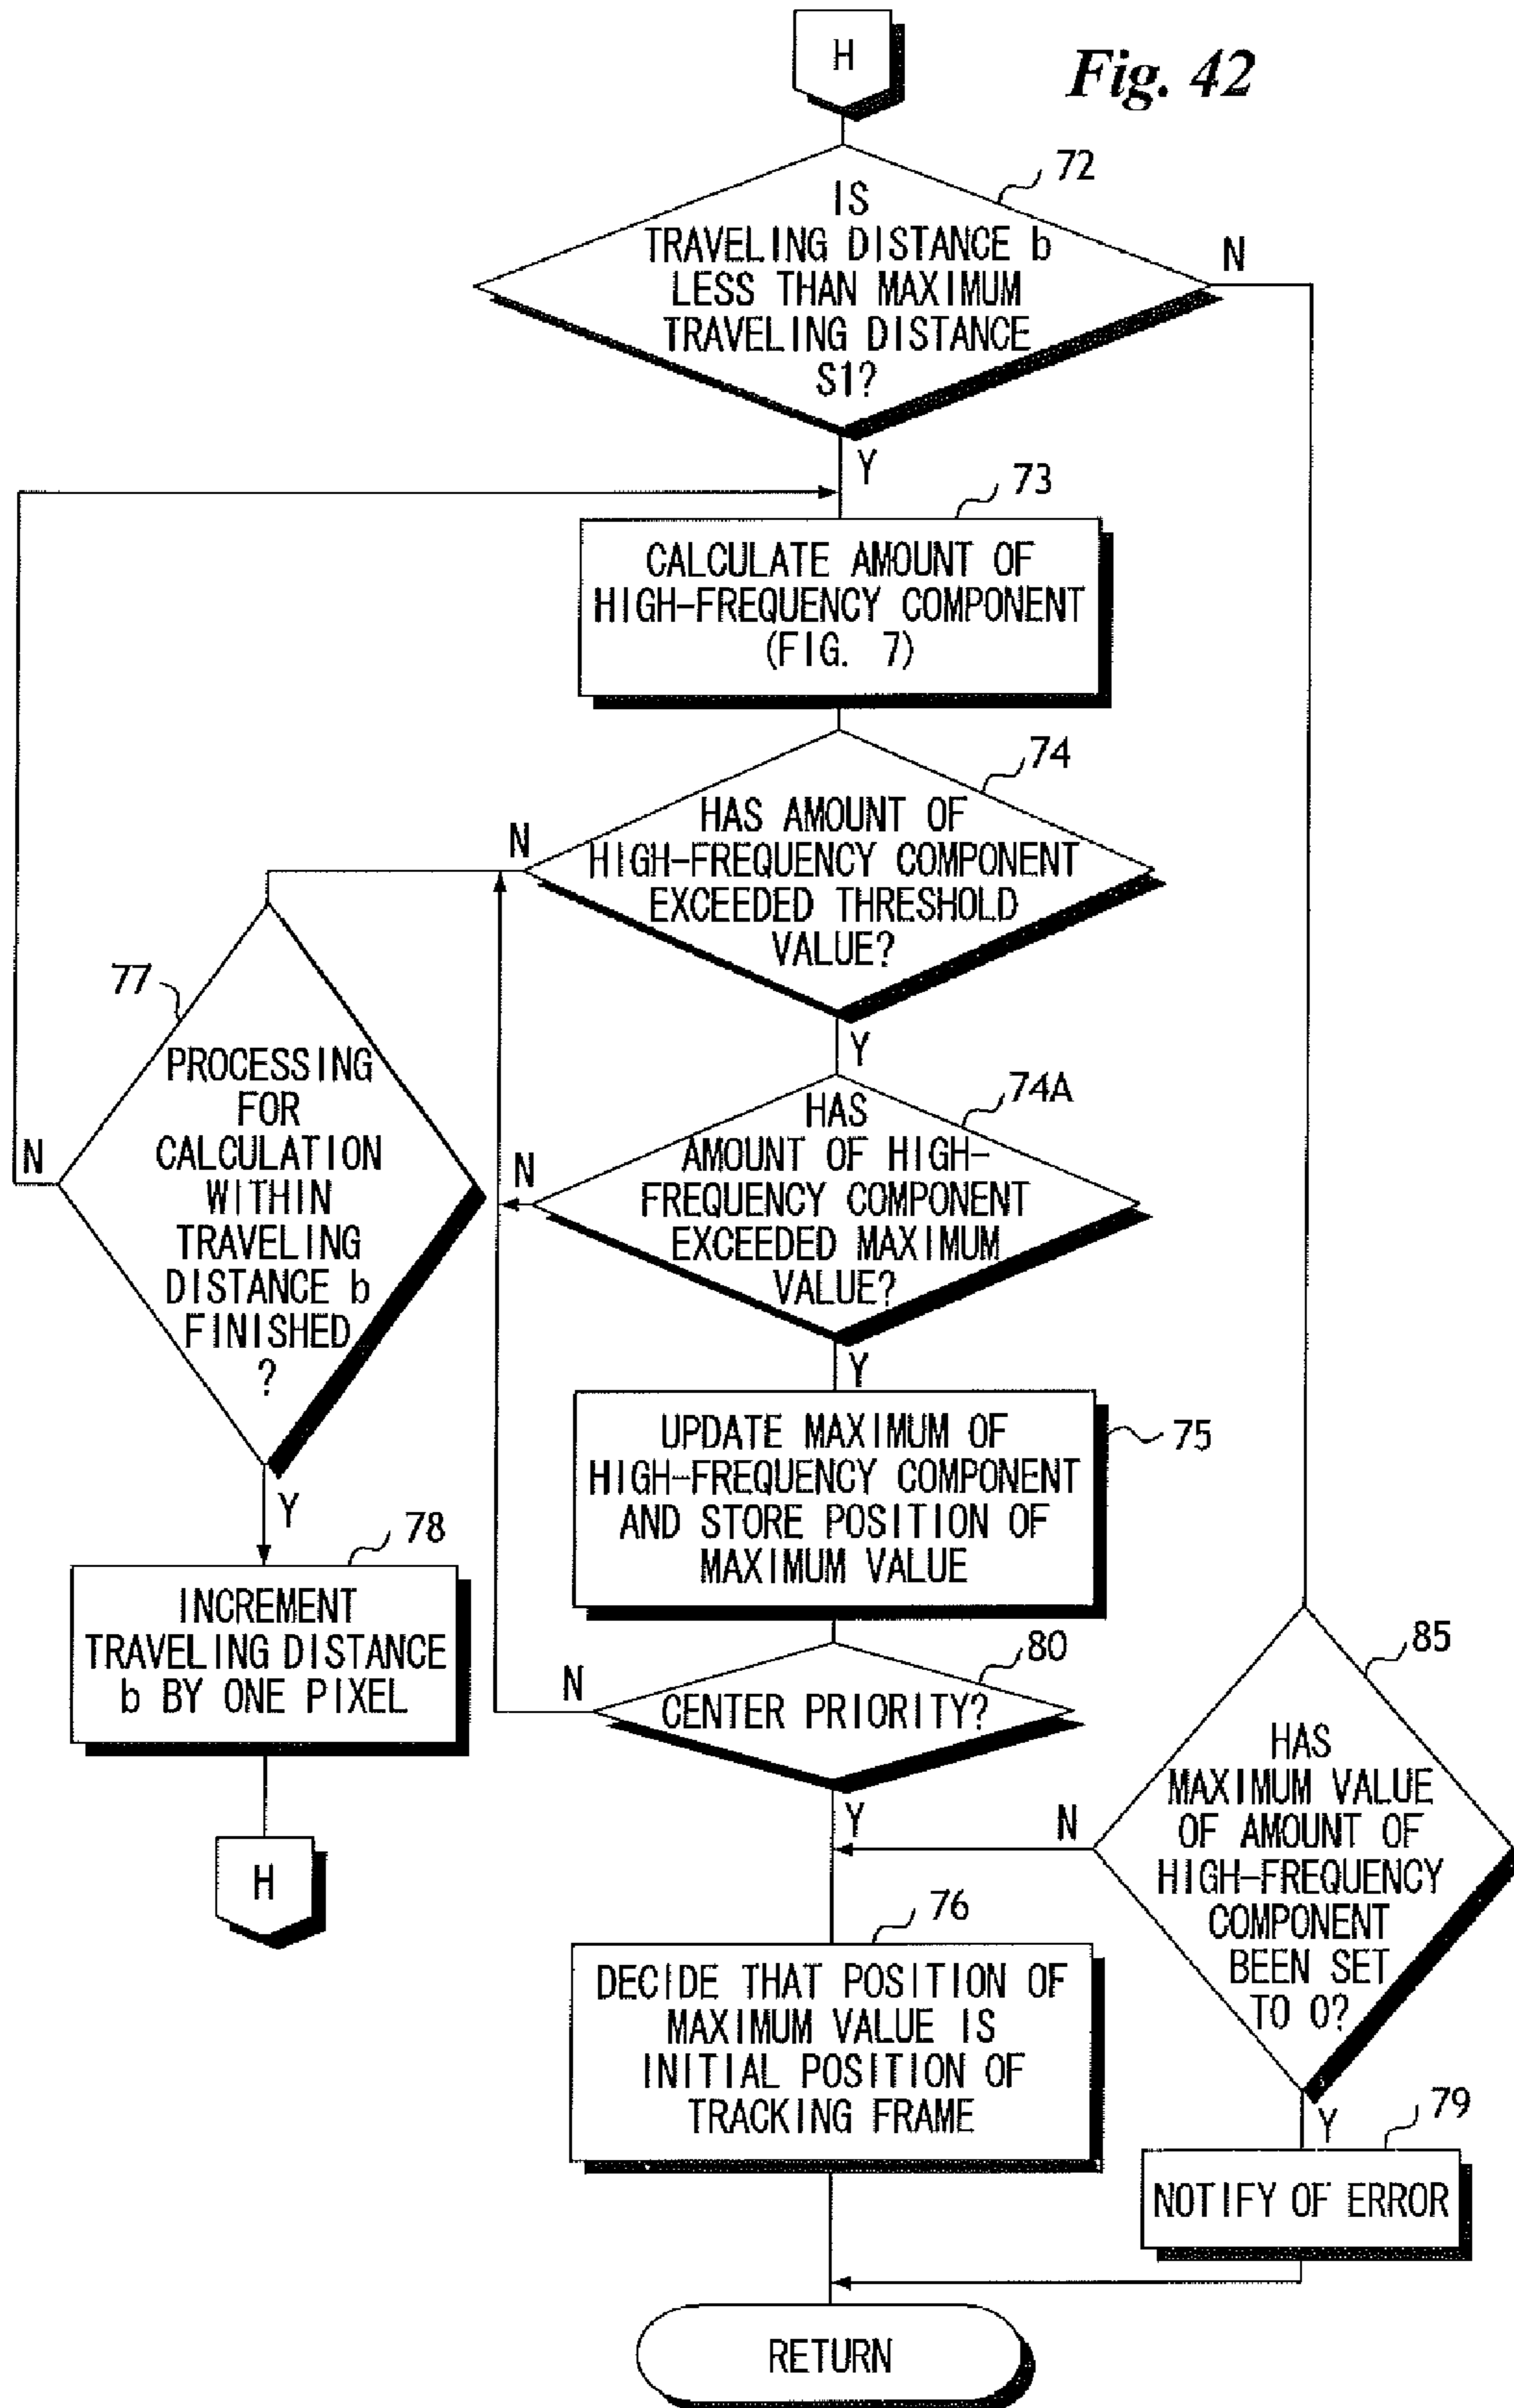 H
Fig. 42
72
IS
TRAVELING DISTANCE b
LESS THAN MAXIMUM
TRAVELING DISTANCE
S1?
N
Y
73
CALCULATE AMOUNT OF
HIGH-FREQUENCY COMPONENT
(FIG. 7)
74
HAS AMOUNT OF
HIGH-FREQUENCY COMPONENT
EXCEEDED THRESHOLD
VALUE?
N
Y
77
PROCESSING
FOR
CALCULATION
WITHIN
TRAVELING
DISTANCE b
FINISHED
?
N
Y
74A
HAS
AMOUNT OF HIGH-
FREQUENCY COMPONENT
EXCEEDED MAXIMUM
VALUE?
N
Y
75
UPDATE MAXIMUM OF
HIGH-FREQUENCY COMPONENT
AND STORE POSITION OF
MAXIMUM VALUE
78
INCREMENT
TRAVELING DISTANCE
b BY ONE PIXEL
H
80
CENTER PRIORITY?
N
Y
85
HAS
MAXIMUM VALUE
OF AMOUNT OF
HIGH-FREQUENCY
COMPONENT
BEEN SET
TO 0?
N
Y
76
DECIDE THAT POSITION OF
MAXIMUM VALUE IS
INITIAL POSITION OF
TRACKING FRAME
79
NOTIFY OF ERROR
RETURN